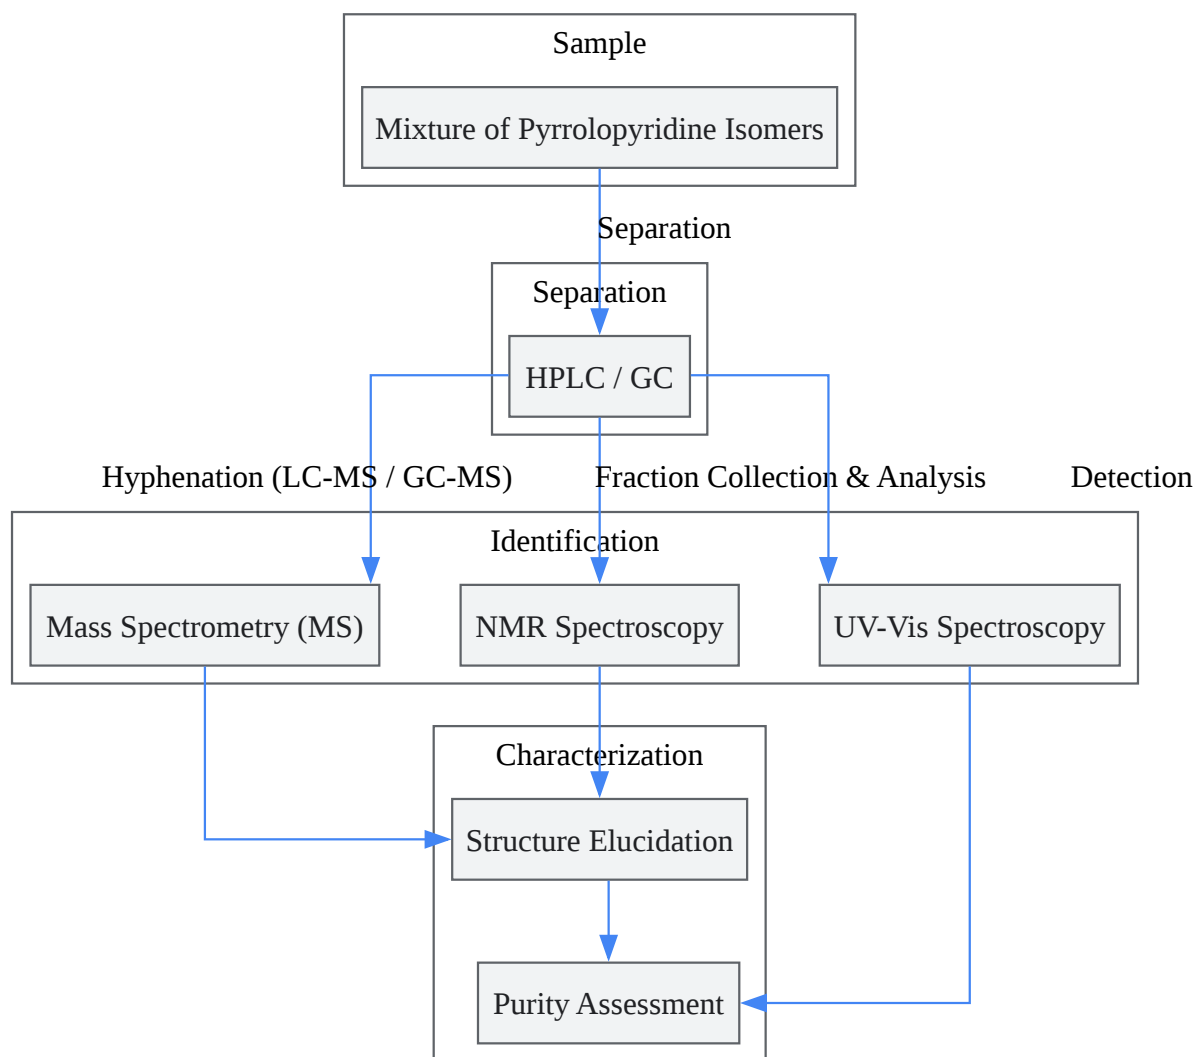 Sample
Mixture of Pyrrolopyridine Isomers
Separation
Separation
HPLC / GC
Hyphenation (LC-MS / GC-MS)
Fraction Collection & Analysis
Detection
Identification
Mass Spectrometry (MS)
NMR Spectroscopy
UV-Vis Spectroscopy
Characterization
Structure Elucidation
Purity Assessment